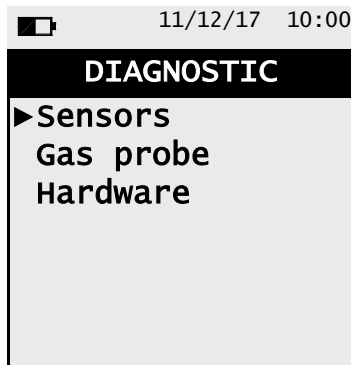 11/12/17 10:00
DIAGNOSTIC
►Sensors
Gas probe
Hardware